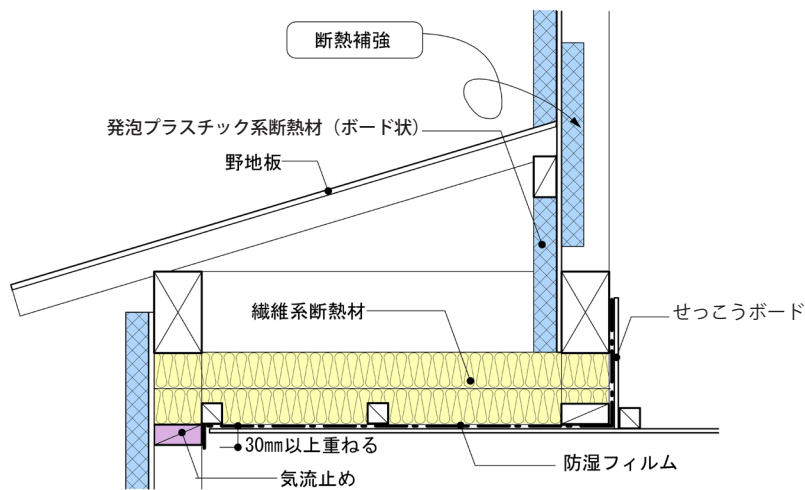 断熱補強
発泡プラスチック系断熱材（ボード状）
野地板
繊維系断熱材
せっこうボード
30mm以上重ねる
防湿フィルム
気流止め